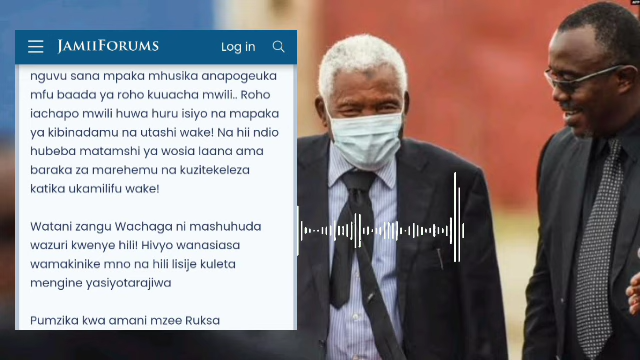 JamiiForums
Log in
nguvu sana mpaka mhusika anapogeuka
mfu baada ya roho kuuacha mwili.. Roho
iachapo mwili huwa huru isiyo na mapaka
ya kibinadamu na utashi wake! Na hii ndio
hubeba matamshi ya wosia laana ama
baraka za marehemu na kuzitekeleza
katika ukamilifu wake!
Watani zangu Wachaga ni mashuhuda
wazuri kwenye hili! Hivyo wanasiasa
wamakinike mno na hili lisije kuleta
mengine yasiyotarajiwa
Pumzika kwa amani mzee Ruksa